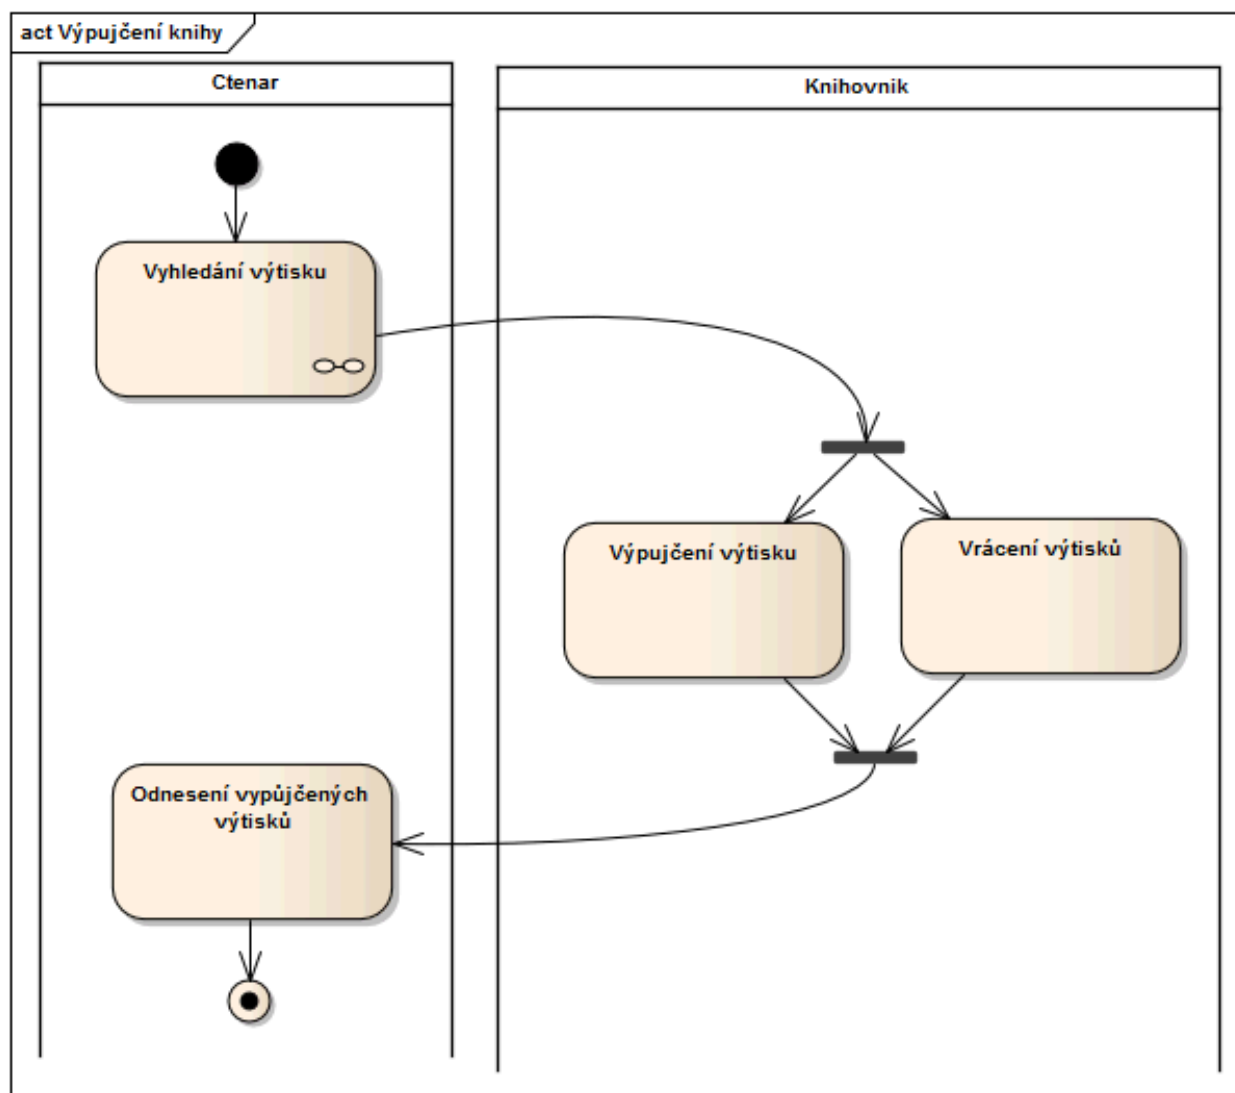 act Výpujčení knihy
Ctenar
Knihovnik
Vyhledání výtisku
Výpujčení výtisku
Vrácení výtisků
Odnesení vypůjčených
výtisků